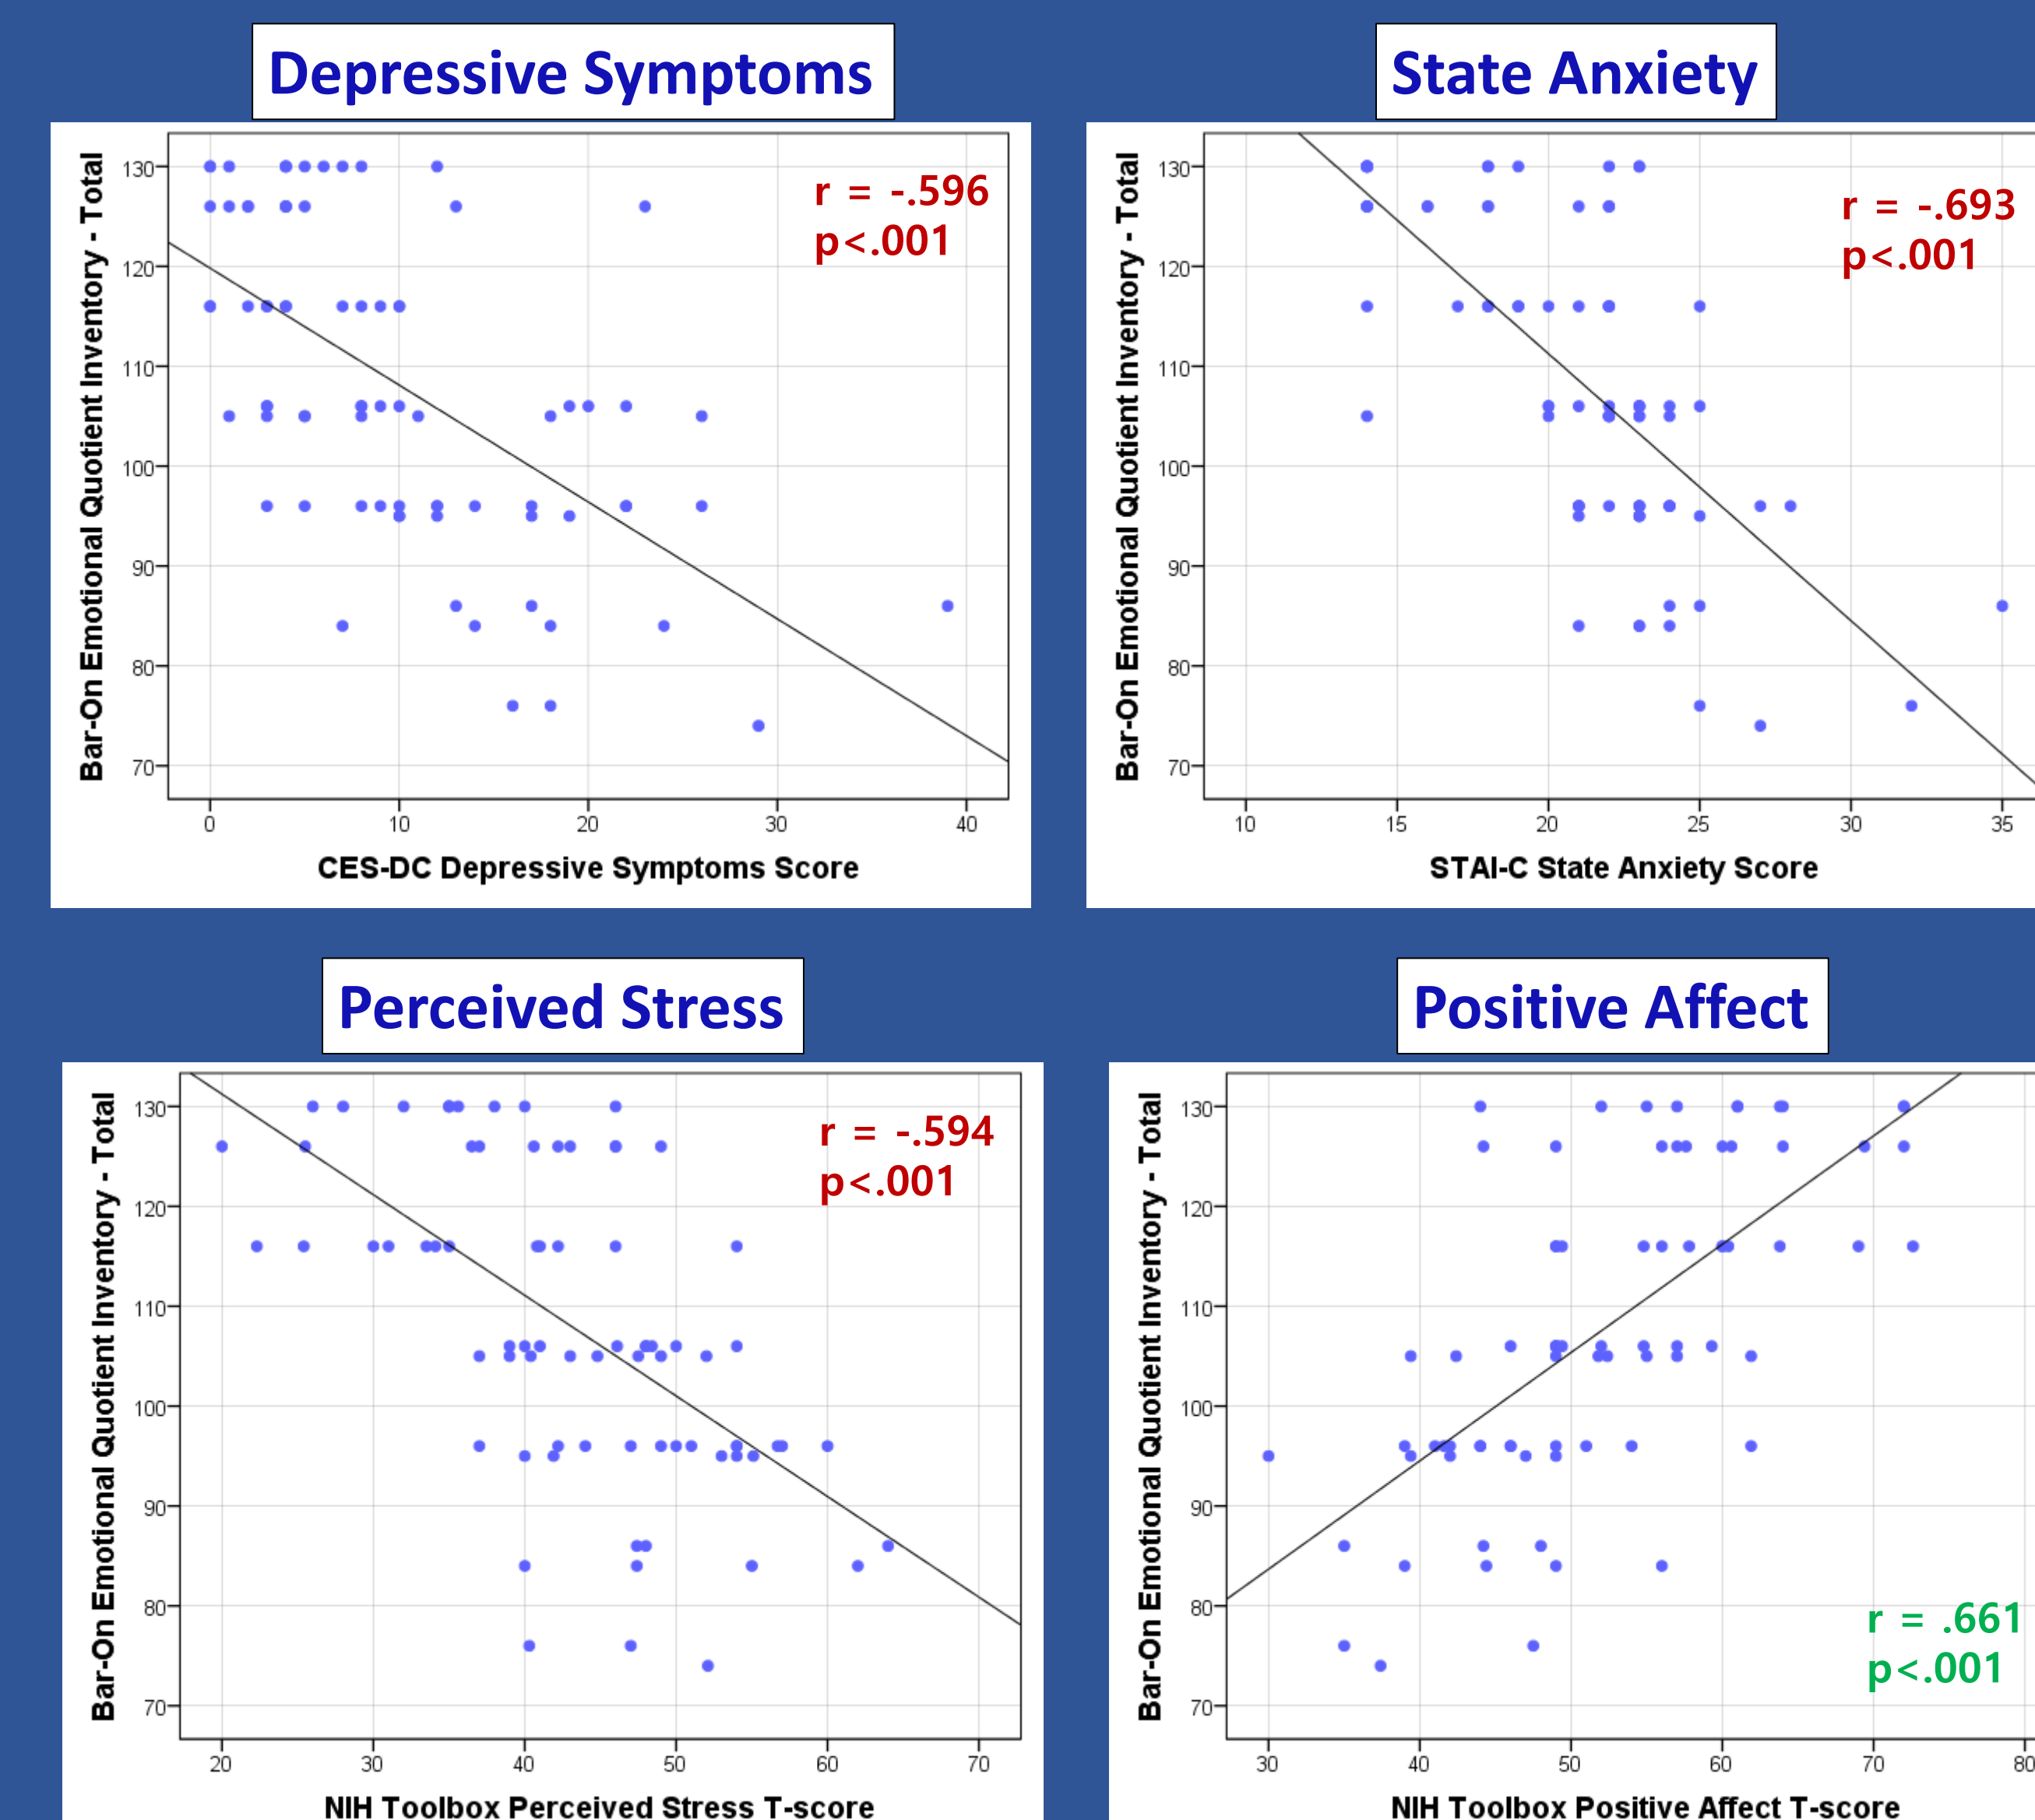 Depressive Symptoms
Bar-On Emotional Quotient Inventory - Total
130
120
110
100
90
80
70
r = -.596
p<.001
0 10 20 30 40
CES-DC Depressive Symptoms Score
State Anxiety
Bar-On Emotional Quotient Inventory - Total
130
120
110
100
90
80
70
r = -.693
p<.001
10 15 20 25 30 35
STAI-C State Anxiety Score
Perceived Stress
Bar-On Emotional Quotient Inventory - Total
130
120
110
100
90
80
70
r = -.594
p<.001
20 30 40 50 60 70
NIH Toolbox Perceived Stress T-score
Positive Affect
Bar-On Emotional Quotient Inventory - Total
130
120
110
100
90
80
70
r = .661
p<.001
30 40 50 60 70 80
NIH Toolbox Positive Affect T-score